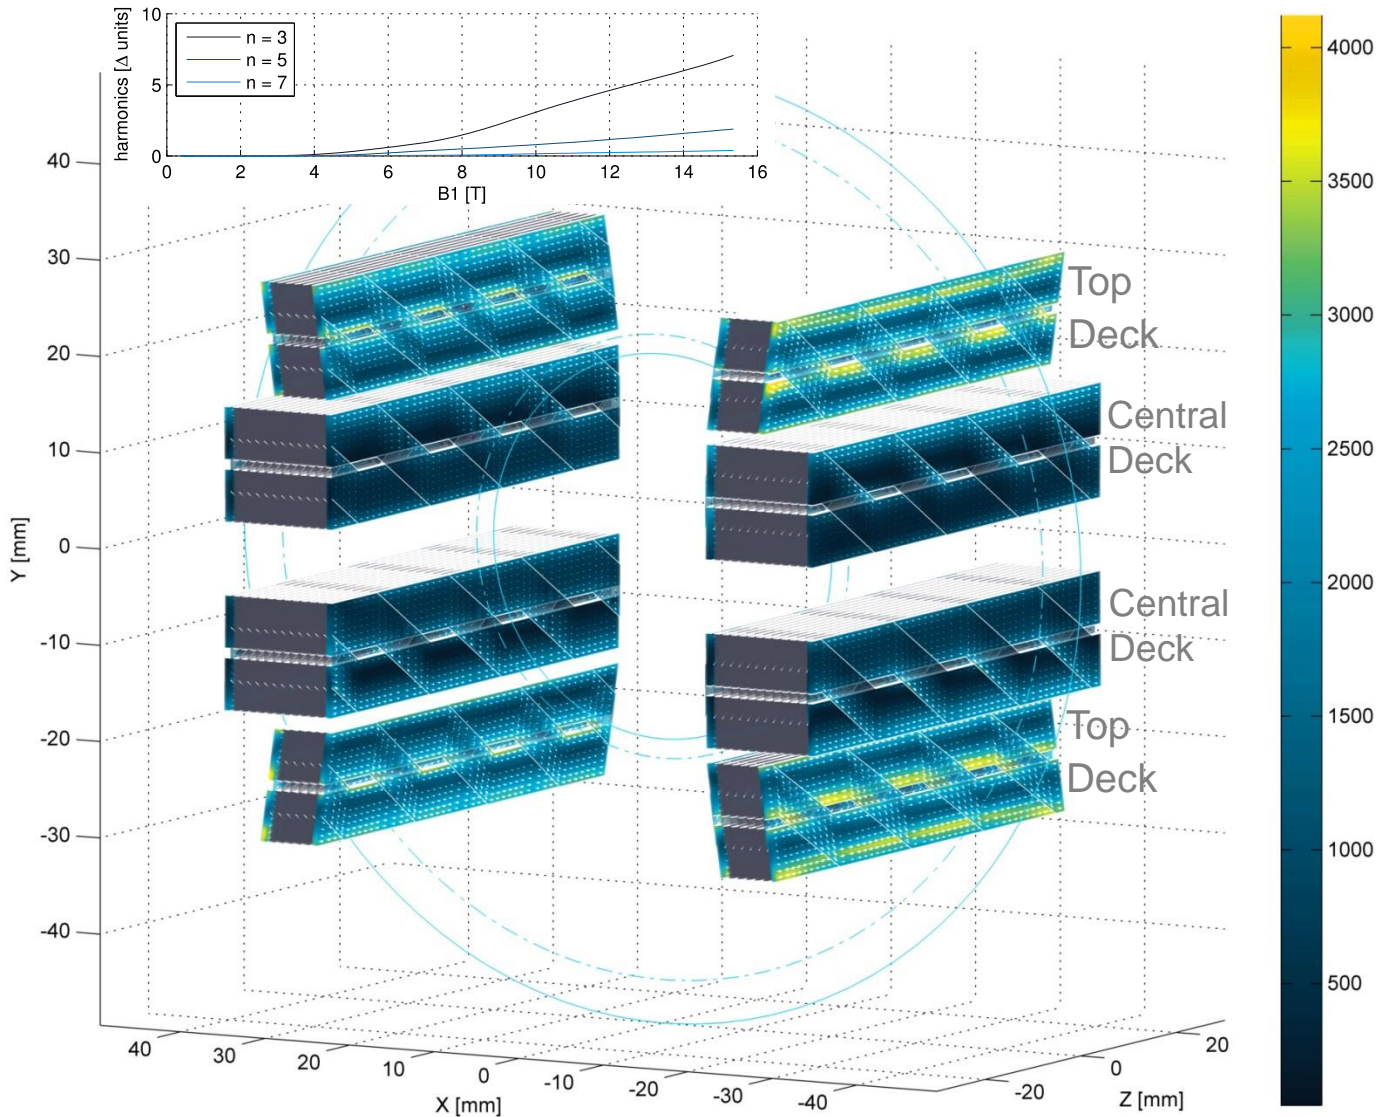 10
5
0
harmonics [Δ units]
n = 3
n = 5
n = 7
0 2 4 6 8 10 12 14 16
B1 [T]
40
30
20
10
0
-10
-20
-30
-40
Y [mm]
Top
Deck
Central
Deck
Central
Deck
Top
Deck
40 30 20 10 0 -10 -20 -30 -40
X [mm]
-20 0 20
Z [mm]
4000
3500
3000
2500
2000
1500
1000
500